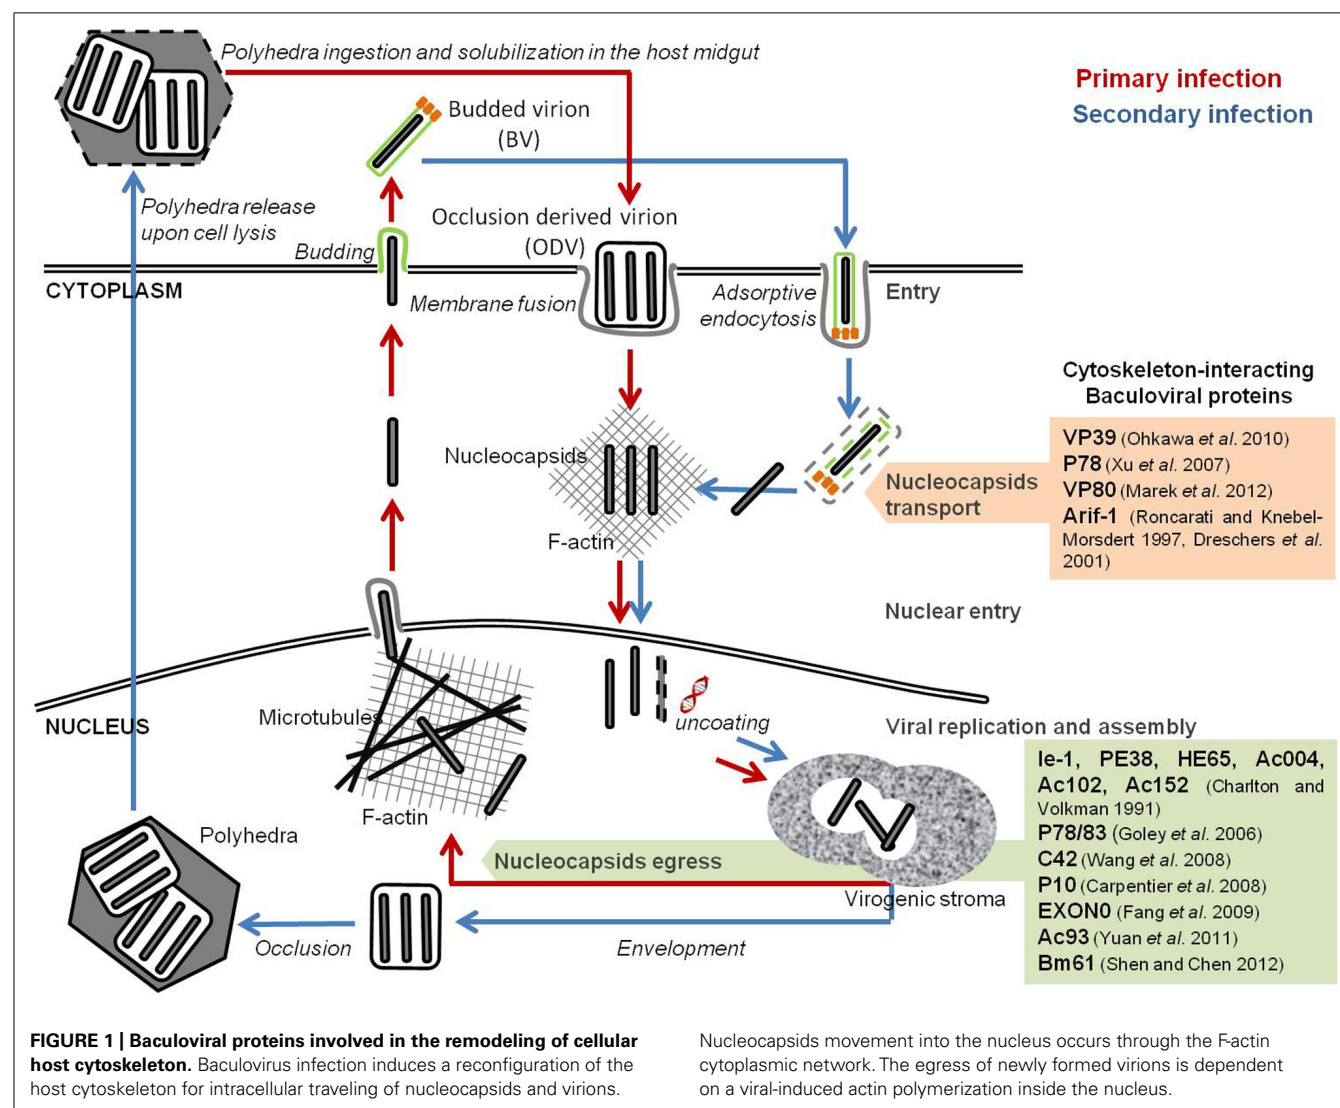 Polyhedra ingestion and solubilization in the host midgut
Primary infection
Secondary infection
Budded virion
(BV)
Polyhedra release
upon cell lysis
Occlusion derived virion
(ODV)
Budding
CYTOPLASM
Membrane fusion
Adsorptive
endocytosis
Entry
Cytoskeleton-interacting
Baculoviral proteins
VP39 (Ohkawa et al. 2010)
P78 (Xu et al. 2007)
VP80 (Marek et al. 2012)
Arif-1 (Roncarati and Knebel-
Morsdert 1997, Dreschers et al.
2001)
Nucleocapsids
Nucleocapsids
transport
F-actin
Nuclear entry
Microtubules
NUCLEUS
uncoating
Viral replication and assembly
Ie-1, PE38, HE65, Ac004,
Ac102, Ac152 (Charlton and
Volkman 1991)
P78/83 (Goley et al. 2006)
C42 (Wang et al. 2008)
P10 (Carpentier et al. 2008)
EXON0 (Fang et al. 2009)
Ac93 (Yuan et al. 2011)
Bm61 (Shen and Chen 2012)
F-actin
Polyhedra
Nucleocapsids egress
Virogenic stroma
Occlusion
Envelopment
FIGURE 1 | Baculoviral proteins involved in the remodeling of cellular
host cytoskeleton. Baculovirus infection induces a reconfiguration of the
host cytoskeleton for intracellular traveling of nucleocapsids and virions.
Nucleocapsids movement into the nucleus occurs through the F-actin
cytoplasmic network. The egress of newly formed virions is dependent
on a viral-induced actin polymerization inside the nucleus.